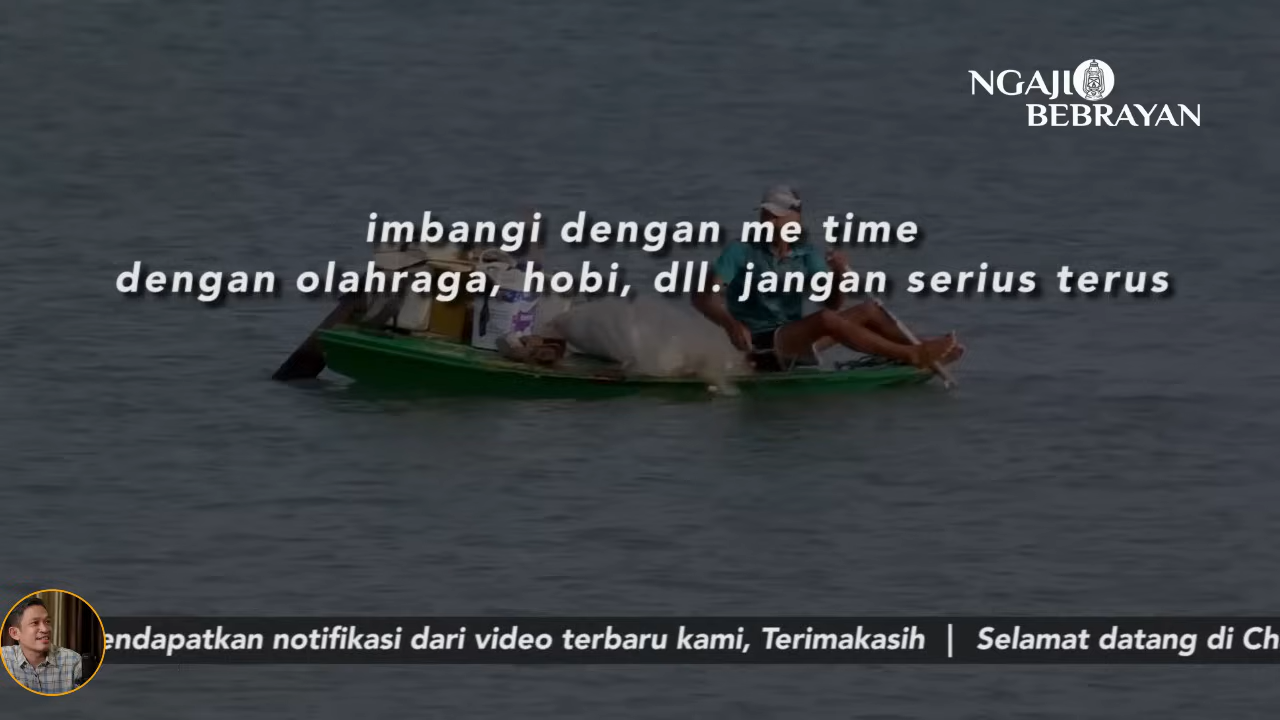 NGAJI
BEBRAYAN
imbangi dengan me time
dengan olahraga, hobi, dll. jangan serius terus
endapatkan notifikasi dari video terbaru kami, Terimakasih | Selamat datang di Ch